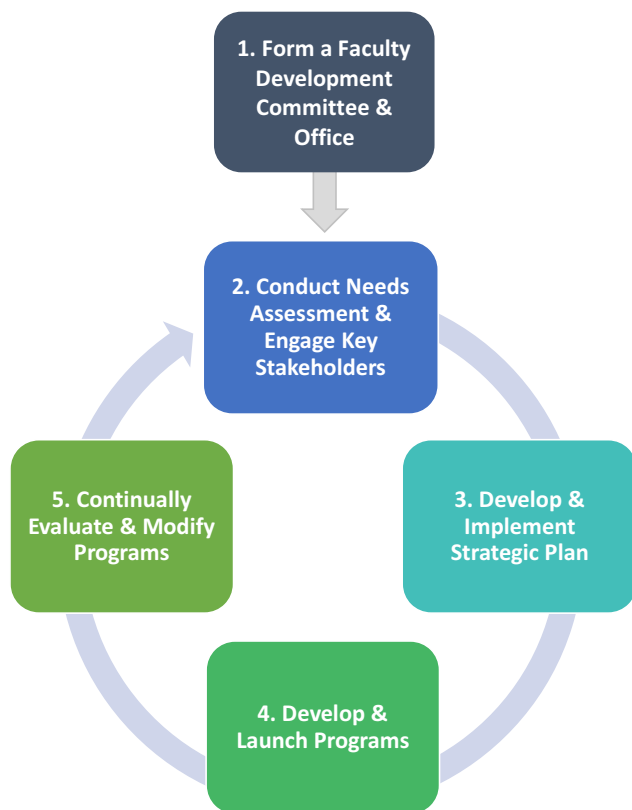 1. Form a Faculty
Development
Committee &
Office
2. Conduct Needs
Assessment &
Engage Key
Stakeholders
3. Develop &
Implement
Strategic Plan
4. Develop &
Launch Programs
5. Continually
Evaluate & Modify
Programs